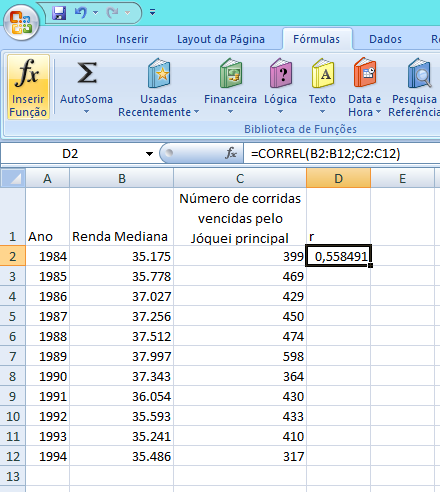 Início Inserir Layout da Página Fórmulas Dados
fx Σ
Inserir Função AutoSoma Usadas Recentemente Financeira Lógica Texto Data e Hora Pesquisa Referência
Biblioteca de Funções
D2 fx =CORREL(B2:B12;C2:C12)
A B C D E
1 Ano Renda Mediana Número de corridas vencidas pelo Jóquei principal r
2 1984 35.175 399 0,558491
3 1985 35.778 469
4 1986 37.027 429
5 1987 37.256 450
6 1988 37.512 474
7 1989 37.997 598
8 1990 37.343 364
9 1991 36.054 430
10 1992 35.593 433
11 1993 35.241 410
12 1994 35.486 317
13